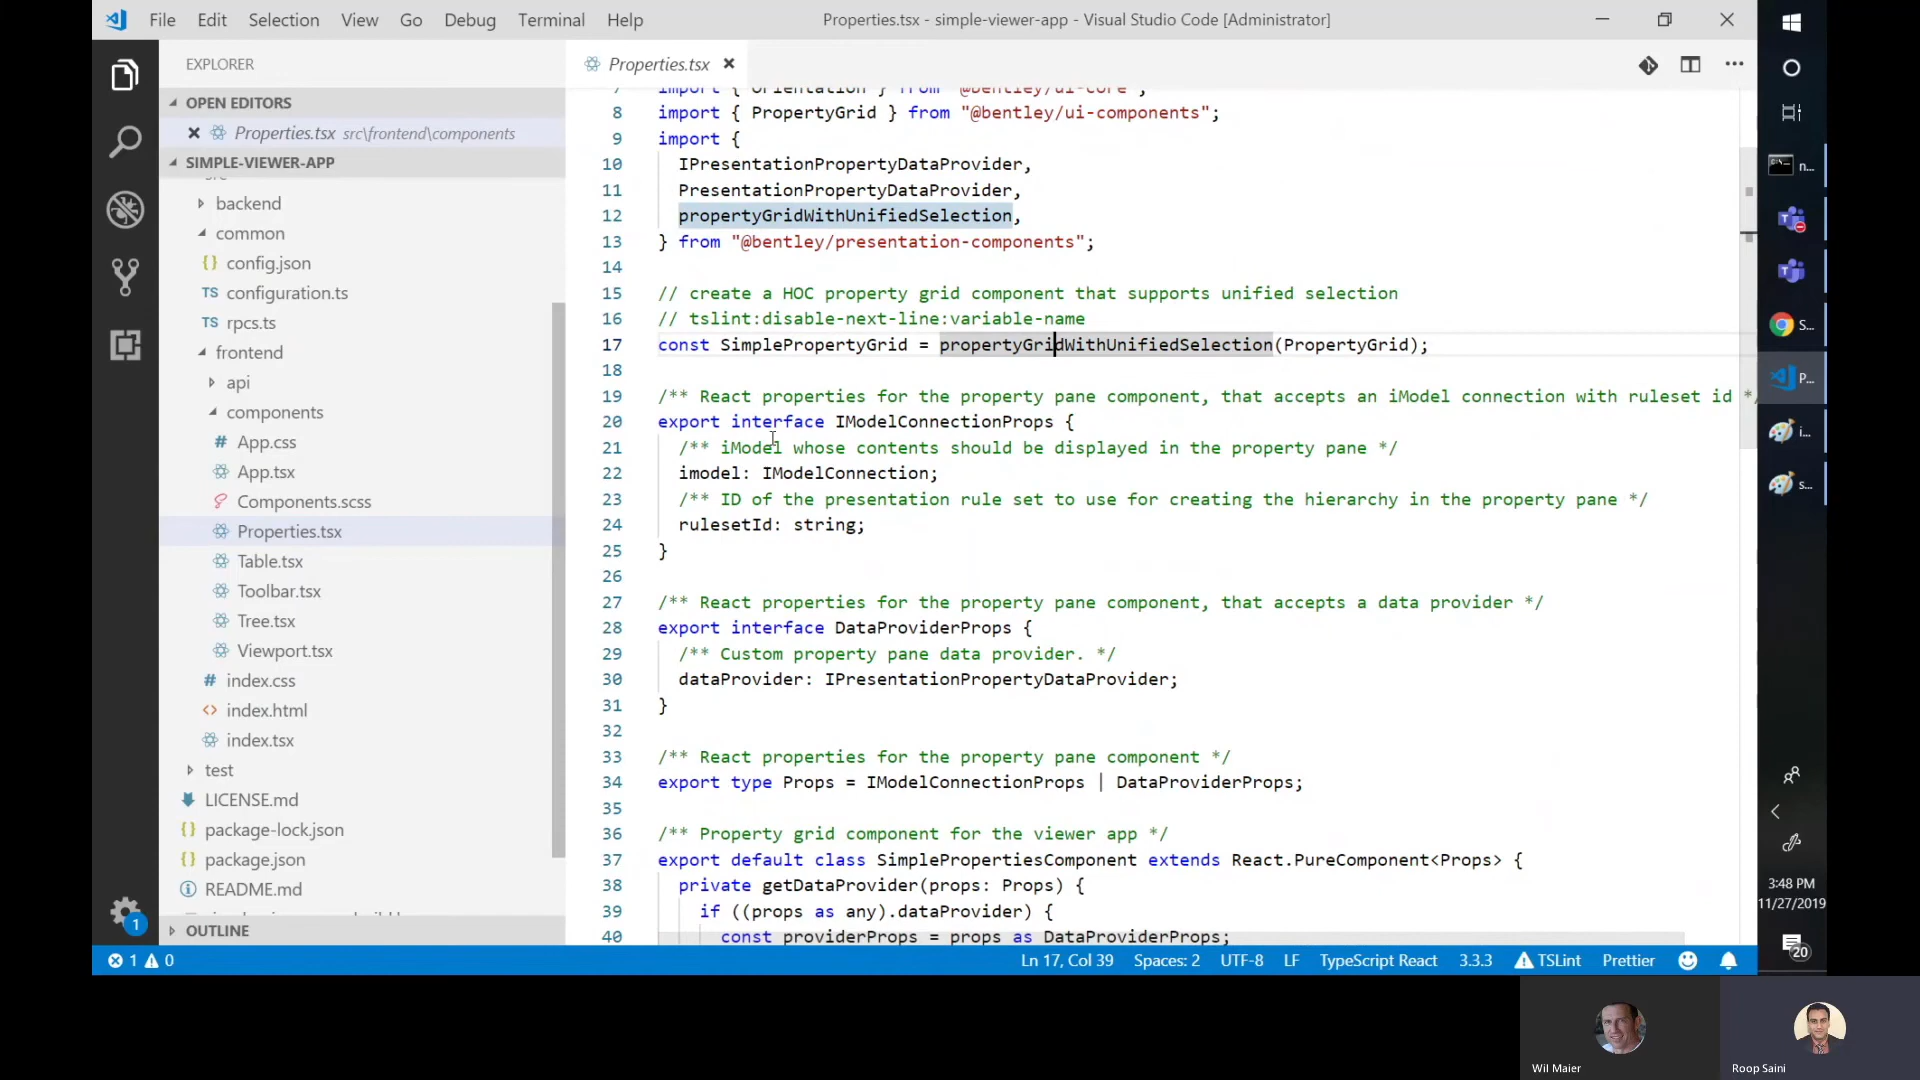 File Edit Selection View Go Debug Terminal Help
Properties.tsx - simple-viewer-app - Visual Studio Code [Administrator]
EXPLORER
OPEN EDITORS
Properties.tsx src\frontend\components
SIMPLE-VIEWER-APP
src
backend
common
config.json
configuration.ts
rpcs.ts
frontend
api
components
App.css
App.tsx
Components.scss
Properties.tsx
Table.tsx
Toolbar.tsx
Tree.tsx
Viewport.tsx
index.css
index.html
index.tsx
test
LICENSE.md
package-lock.json
package.json
README.md
OUTLINE
Properties.tsx
7 import { Orientation } from "@bentley/ui-core";
8 import { PropertyGrid } from "@bentley/ui-components";
9 import {
10 IPresentationPropertyDataProvider,
11 PresentationPropertyDataProvider,
12 propertyGridWithUnifiedSelection,
13 } from "@bentley/presentation-components";
14
15 // create a HOC property grid component that supports unified selection
16 // tslint:disable-next-line:variable-name
17 const SimplePropertyGrid = propertyGridWithUnifiedSelection(PropertyGrid);
18
19 /** React properties for the property pane component, that accepts an iModel connection with ruleset id */
20 export interface IModelConnectionProps {
21 /** iModel whose contents should be displayed in the property pane */
22 imodel: IModelConnection;
23 /** ID of the presentation rule set to use for creating the hierarchy in the property pane */
24 rulesetId: string;
25 }
26
27 /** React properties for the property pane component, that accepts a data provider */
28 export interface DataProviderProps {
29 /** Custom property pane data provider. */
30 dataProvider: IPresentationPropertyDataProvider;
31 }
32
33 /** React properties for the property pane component */
34 export type Props = IModelConnectionProps | DataProviderProps;
35
36 /** Property grid component for the viewer app */
37 export default class SimplePropertiesComponent extends React.PureComponent<Props> {
38 private getDataProvider(props: Props) {
39 if ((props as any).dataProvider) {
40 const providerProps = props as DataProviderProps;
1
1 0
Ln 17, Col 39 Spaces: 2 UTF-8 LF TypeScript React 3.3.3 TSLint Prettier
n...
S...
P...
i...
s...
3:48 PM
11/27/2019
20
Wil Maier
Roop Saini